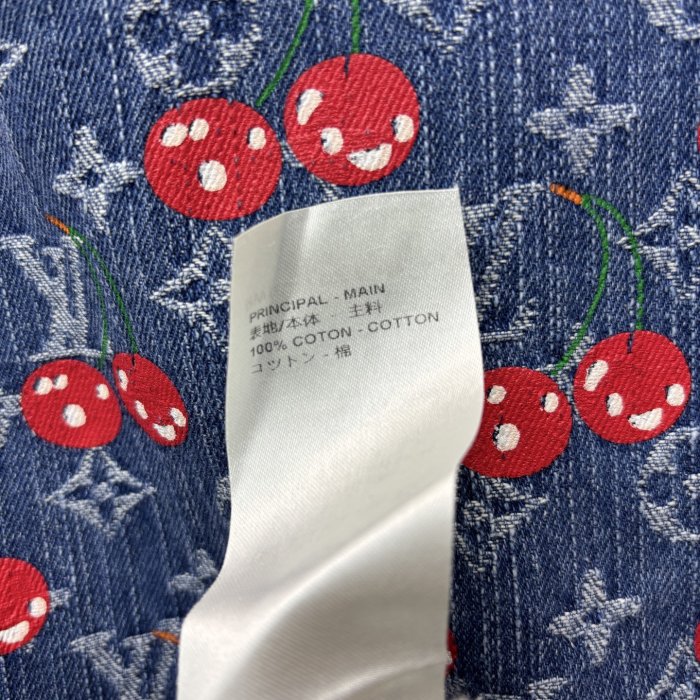 PRINCIPAL - MAIN
表地/本体 - 主料
100% COTON - COTTON
コットン - 棉